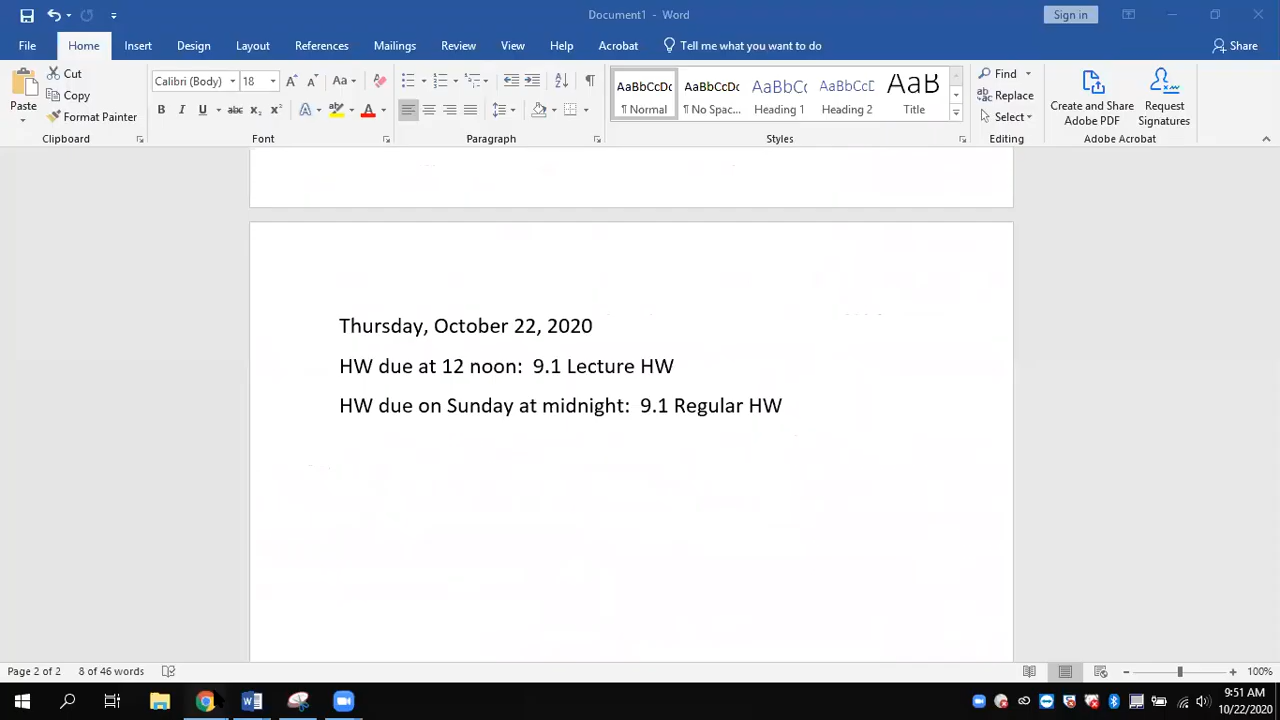 Document1 - Word
Sign in
File Home Insert Design Layout References Mailings Review View Help Acrobat Tell me what you want to do Share
Paste
Cut
Copy
Format Painter
Clipboard
Calibri (Body) 18
Font
Paragraph
AaBbCcDc ¶ Normal
AaBbCcDc ¶ No Spac...
AaBbCc Heading 1
AaBbCcD Heading 2
AaB Title
Styles
Find
Replace
Select
Editing
Create and Share Adobe PDF
Request Signatures
Adobe Acrobat
Thursday, October 22, 2020
HW due at 12 noon: 9.1 Lecture HW
HW due on Sunday at midnight: 9.1 Regular HW
Page 2 of 2 8 of 46 words
100%
9:51 AM
10/22/2020